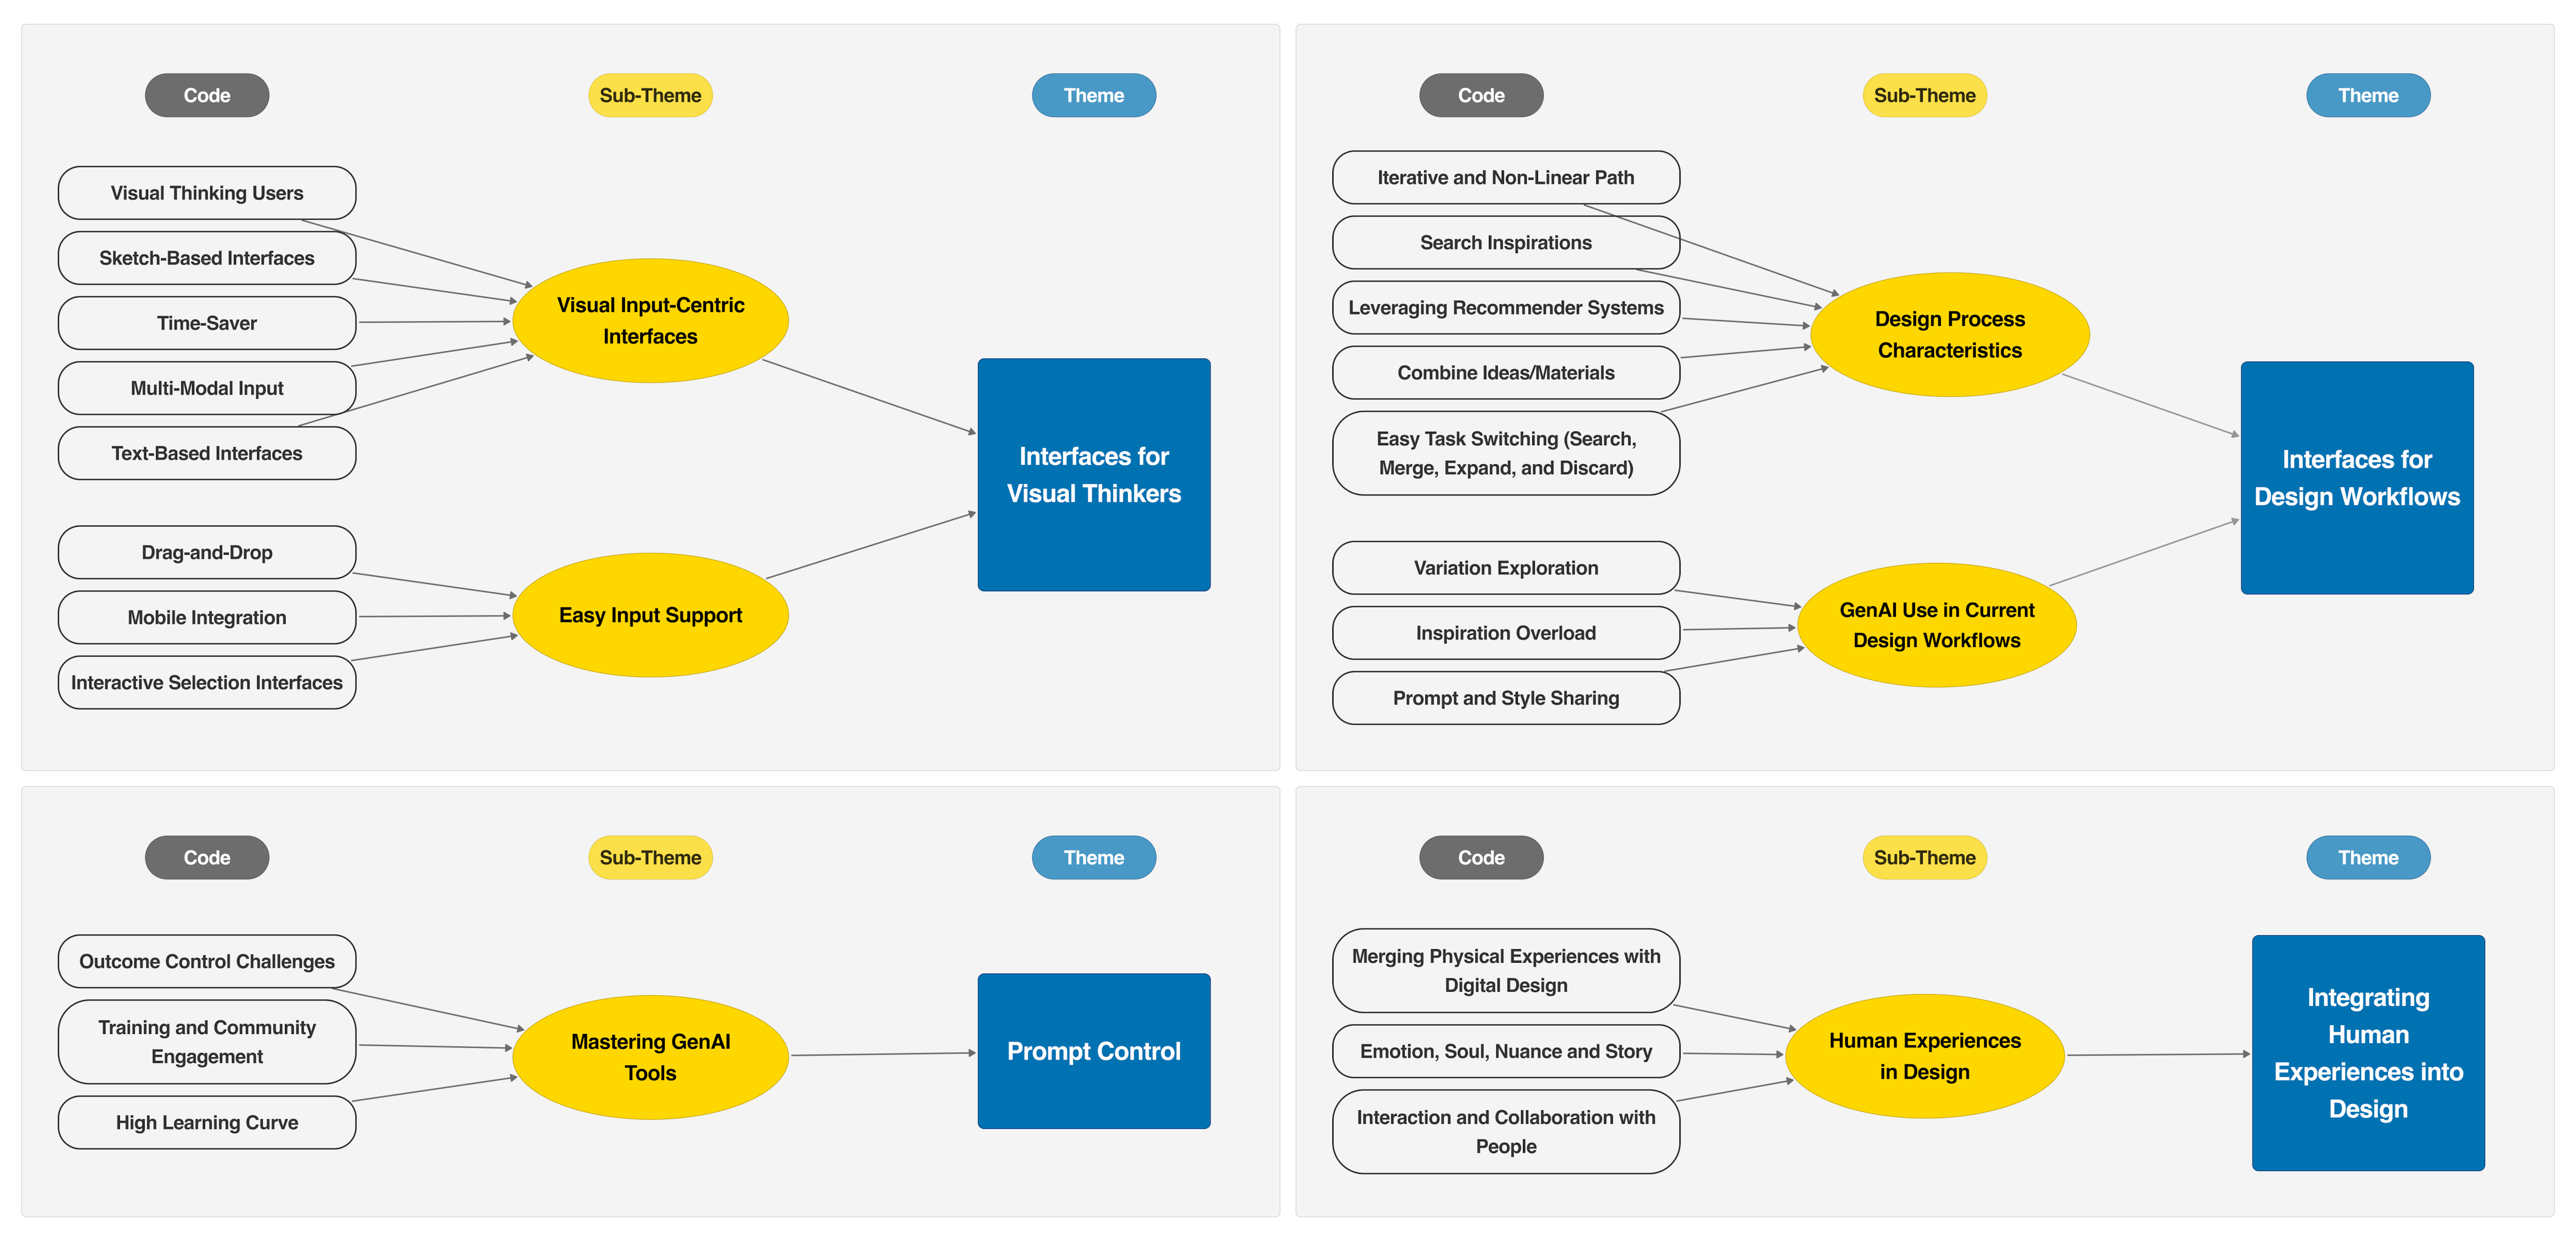 Code
Sub-Theme
Theme
Visual Thinking Users
Sketch-Based Interfaces
Time-Saver
Multi-Modal Input
Text-Based Interfaces
Visual Input-Centric
Interfaces
Drag-and-Drop
Mobile Integration
Interactive Selection Interfaces
Easy Input Support
Interfaces for
Visual Thinkers
Code
Sub-Theme
Theme
Iterative and Non-Linear Path
Search Inspirations
Leveraging Recommender Systems
Combine Ideas/Materials
Easy Task Switching (Search,
Merge, Expand, and Discard)
Design Process
Characteristics
Variation Exploration
Inspiration Overload
Prompt and Style Sharing
GenAI Use in Current
Design Workflows
Interfaces for
Design Workflows
Code
Sub-Theme
Theme
Outcome Control Challenges
Training and Community
Engagement
High Learning Curve
Mastering GenAI
Tools
Prompt Control
Code
Sub-Theme
Theme
Merging Physical Experiences with
Digital Design
Emotion, Soul, Nuance and Story
Interaction and Collaboration with
People
Human Experiences
in Design
Integrating
Human
Experiences into
Design